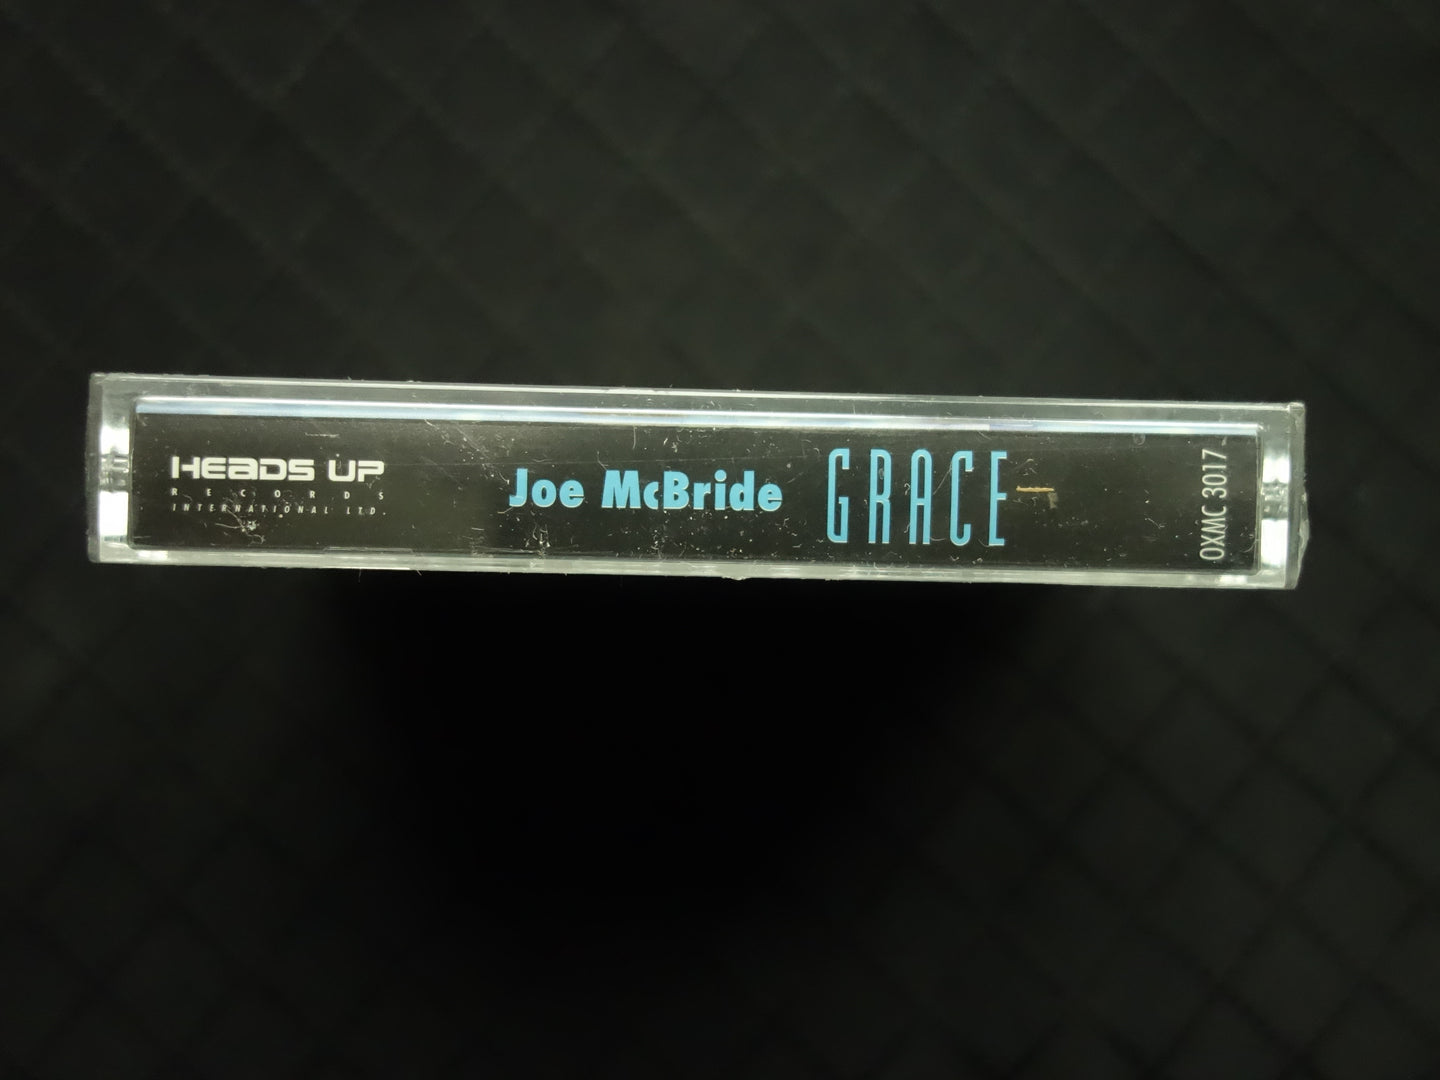 HEADS UP
RECORDS
INTERNATIONAL LTD.
Joe McBride GRACE
OXMC 3017